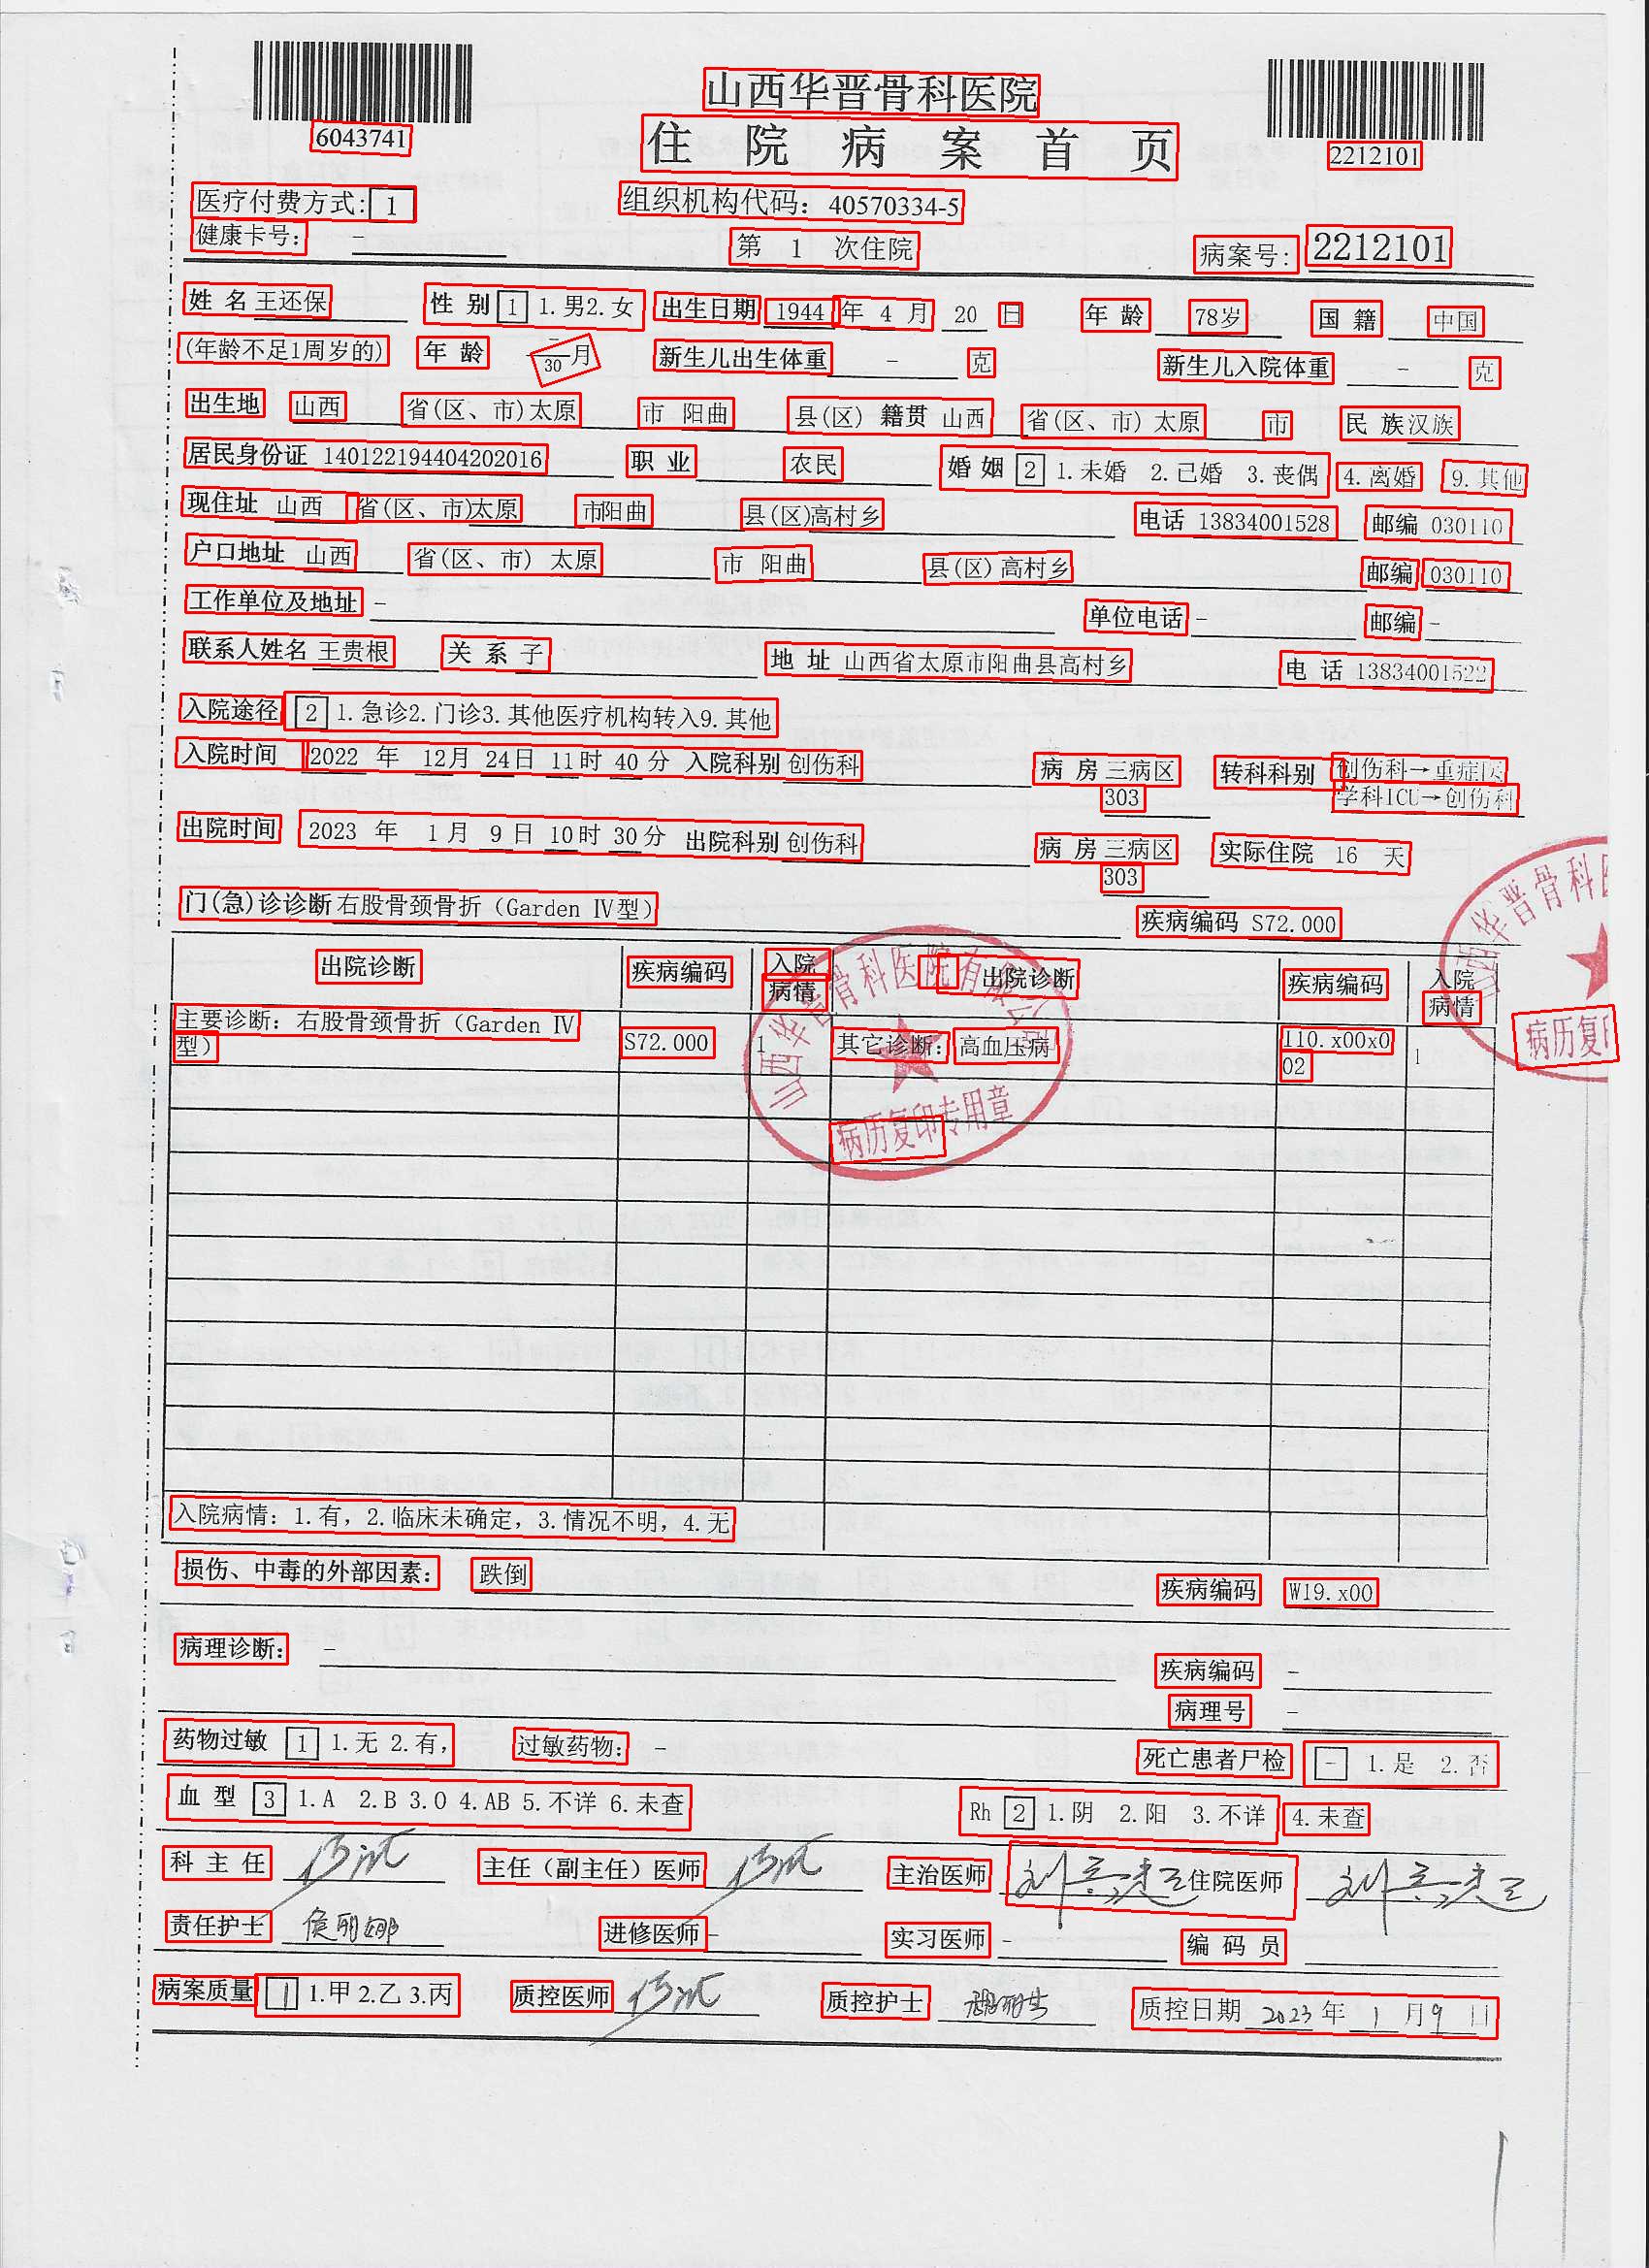 山西华晋骨科医院
6043741
住院病案首页
2212101
医疗付费方式: 1 组织机构代码：40570334-5
健康卡号： - 第 1 次住院 病案号: 2212101
姓名 王还保 性别 1 1.男2.女 出生日期 1944 年 4 月 20 日 年龄 78岁 国籍 中国
(年龄不足1周岁的) 年龄 - 30 月 新生儿出生体重 - 克 新生儿入院体重 - 克
出生地 山西 省(区、市)太原 市 阳曲 县(区) 籍贯 山西 省(区、市) 太原 市 民族 汉族
居民身份证 140122194404202016 职业 农民 婚姻 2 1.未婚 2.已婚 3.丧偶 4.离婚 9.其他
现住址 山西 省(区、市)太原 市阳曲 县(区)高村乡 电话 13834001528 邮编 030110
户口地址 山西 省(区、市) 太原 市 阳曲 县(区)高村乡 邮编 030110
工作单位及地址 - 单位电话 - 邮编 -
联系人姓名 王贵根 关系 子 地址 山西省太原市阳曲县高村乡 电话 13834001522
入院途径 2 1.急诊2.门诊3.其他医疗机构转入9.其他
入院时间 2022 年 12月 24日 11时 40 分 入院科别 创伤科 病房 三病区 转科科别 创伤科→重症医
303 学科ICU→创伤科
出院时间 2023 年 1 月 9 日 10时 30分 出院科别 创伤科 病房 三病区 实际住院 16 天
303
门(急)诊诊断 右股骨颈骨折（Garden Ⅳ型） 疾病编码 S72.000
出院诊断 疾病编码 入院 出院诊断 疾病编码 入院
病情 病情
主要诊断：右股骨颈骨折（Garden Ⅳ S72.000 1 其它诊断： 高血压病 I10.x00x0 1
型） 02
山西华晋骨科医院有限公司
病历复印专用章
山西华晋骨科医
病历复印
入院病情：1.有，2.临床未确定，3.情况不明，4.无
损伤、中毒的外部因素： 跌倒 疾病编码 W19.x00
病理诊断： - 疾病编码 -
病理号 -
药物过敏 1 1.无 2.有， 过敏药物： - 死亡患者尸检 - 1.是 2.否
血型 3 1.A 2.B 3.O 4.AB 5.不详 6.未查 Rh 2 1.阴 2.阳 3.不详 4.未查
科主任 主任（副主任）医师 主治医师 住院医师
责任护士 侯丽娜 进修医师 - 实习医师 - 编码员
病案质量 1 1.甲2.乙3.丙 质控医师 质控护士 质控日期 2023 年 1 月 9 日